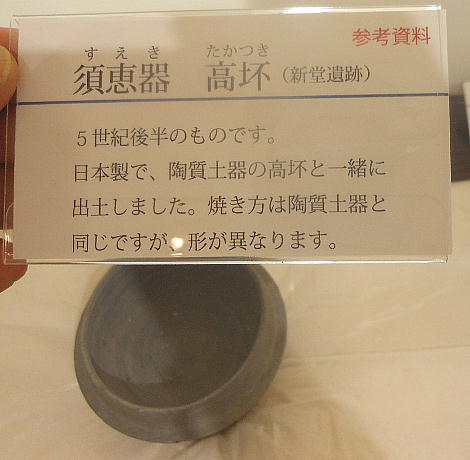 参考資料
すえき たかつき
須恵器 高坏（新堂遺跡）
５世紀後半のものです。
日本製で、陶質土器の高坏と一緒に
出土しました。焼き方は陶質土器と
同じですが、形が異なります。